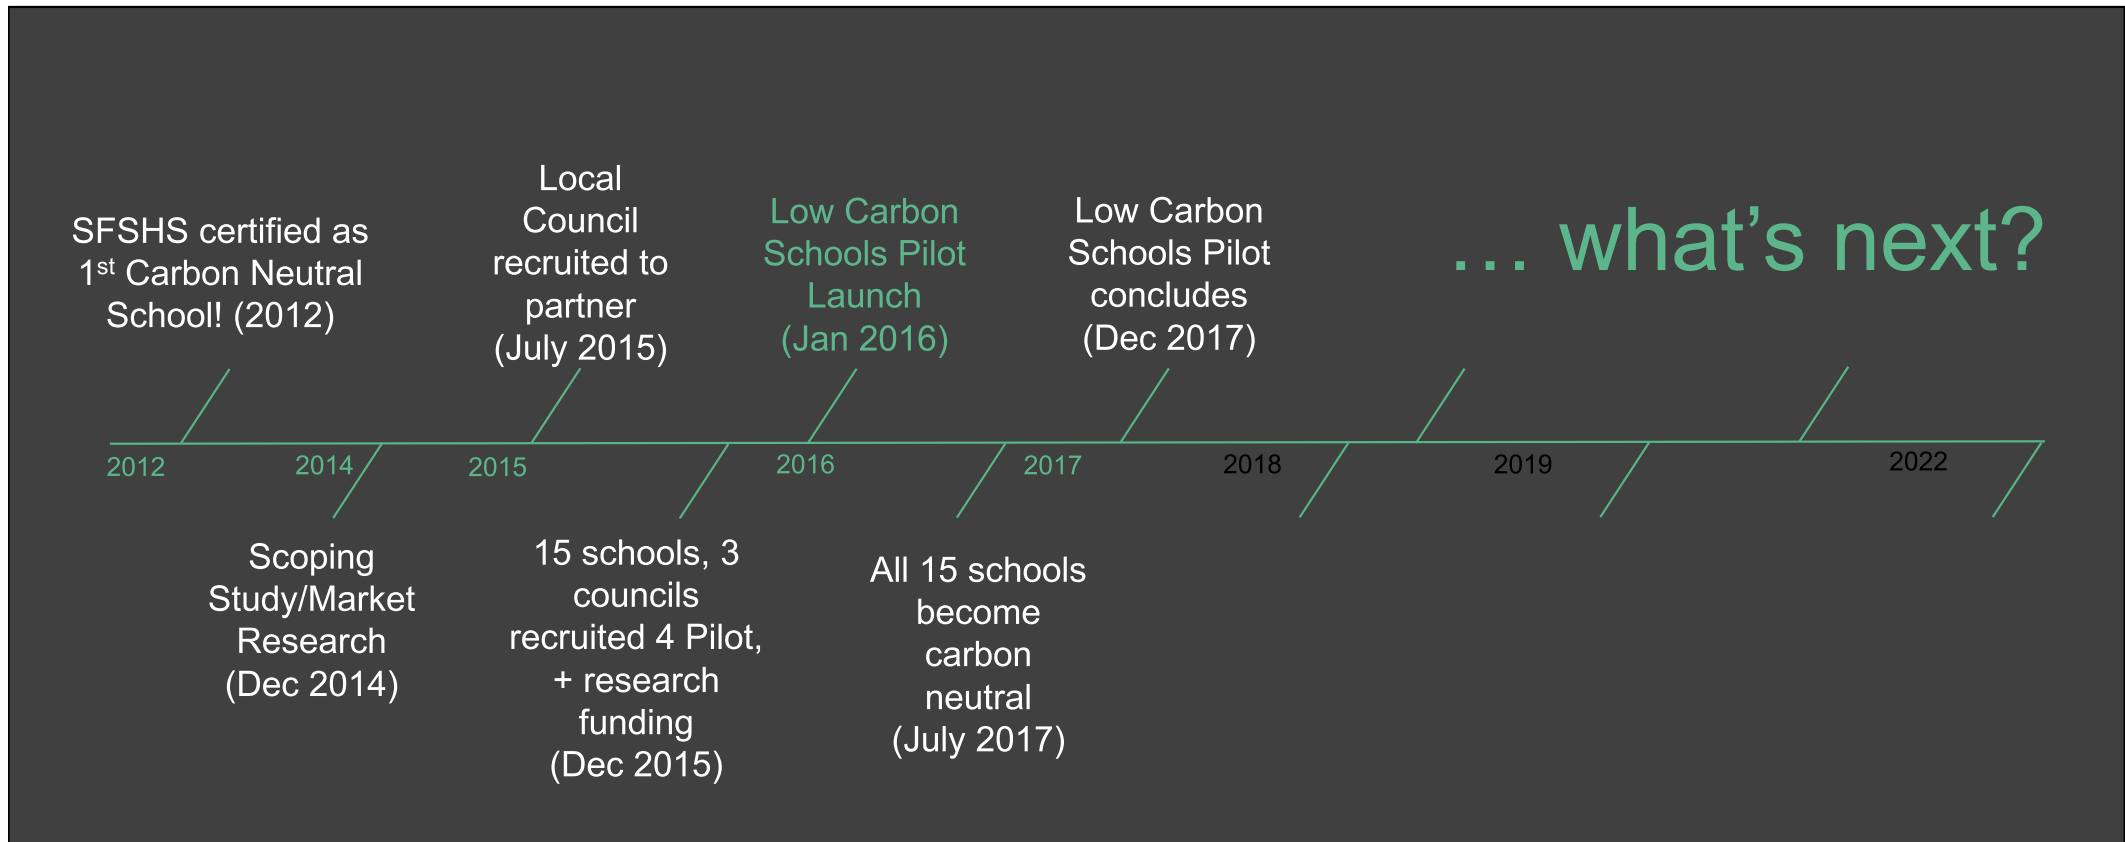 SFSHS certified as
1st Carbon Neutral
School! (2012)
Local
Council
recruited to
partner
(July 2015)
Low Carbon
Schools Pilot
Launch
(Jan 2016)
Low Carbon
Schools Pilot
concludes
(Dec 2017)
… what’s next?
2012
2014
2015
2016
2017
2018
2019
2022
Scoping
Study/Market
Research
(Dec 2014)
15 schools, 3
councils
recruited 4 Pilot,
+ research
funding
(Dec 2015)
All 15 schools
become
carbon
neutral
(July 2017)